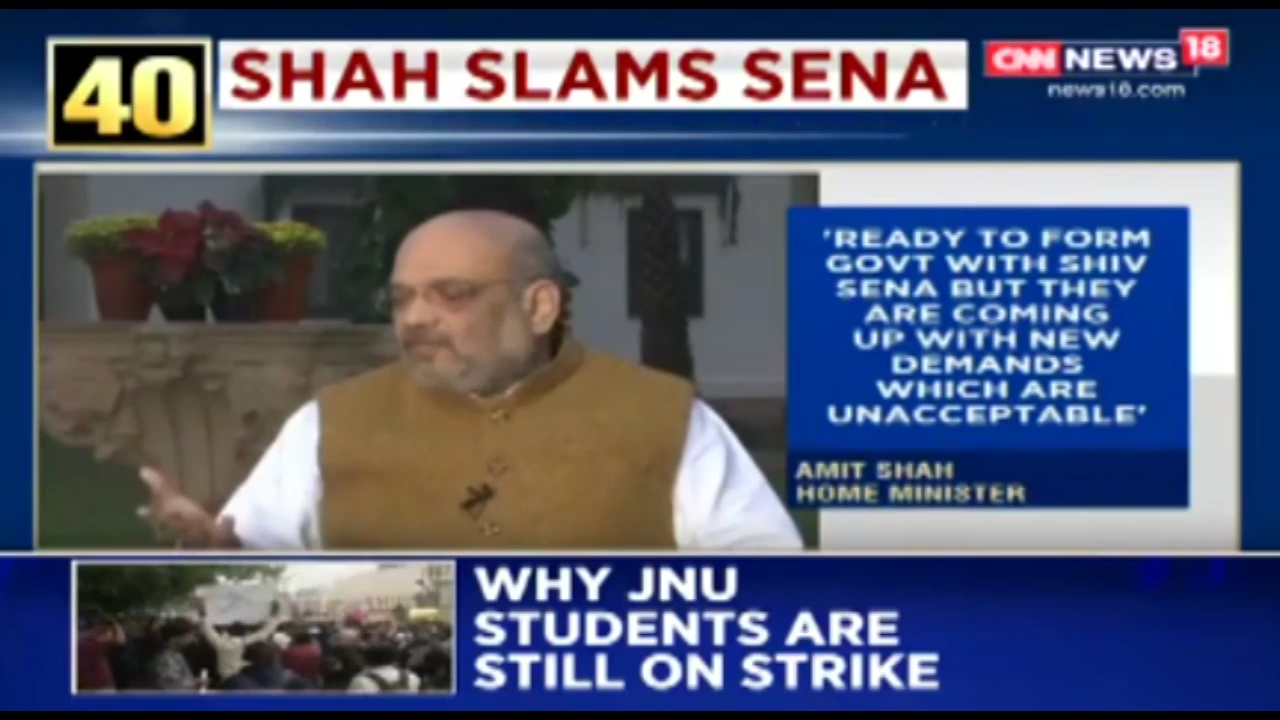 40
SHAH SLAMS SENA
CNN NEWS 18
news18.com
'READY TO FORM
GOVT WITH SHIV
SENA BUT THEY
ARE COMING
UP WITH NEW
DEMANDS
WHICH ARE
UNACCEPTABLE'
AMIT SHAH
HOME MINISTER
WHY JNU
STUDENTS ARE
STILL ON STRIKE